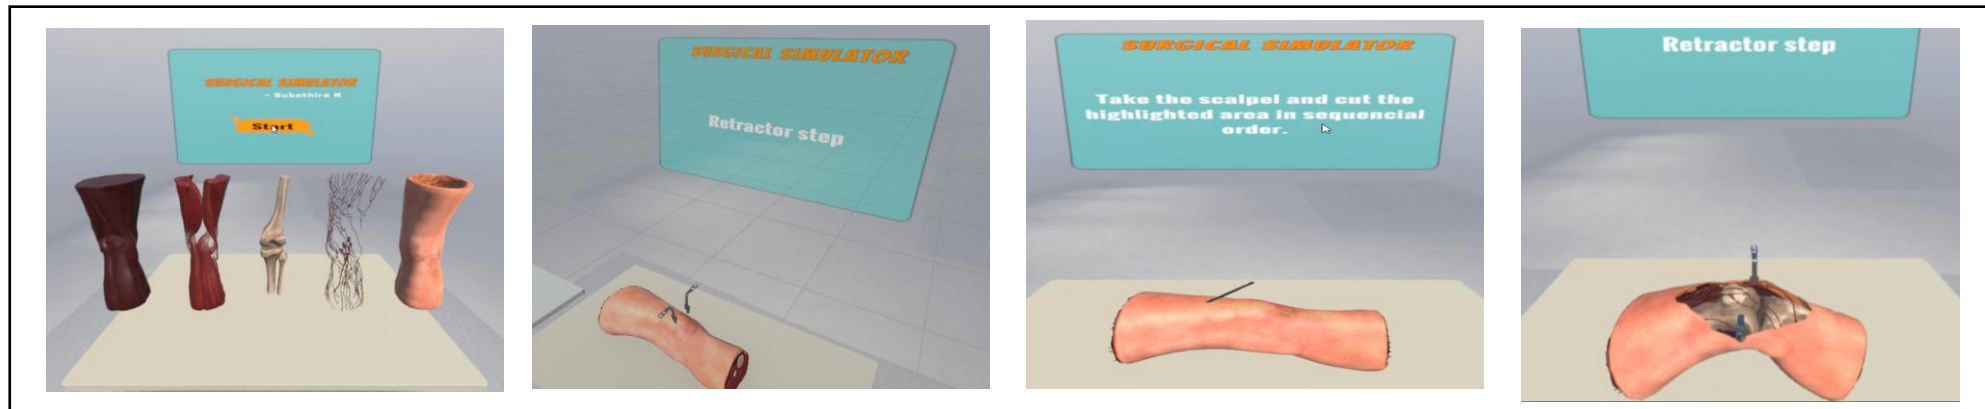 SURGICAL SIMULATOR
- Subathira R
Start
SURGICAL SIMULATOR
Retractor step
SURGICAL SIMULATOR
Take the scalpel and cut the
highlighted area in sequencial
order.
Retractor step